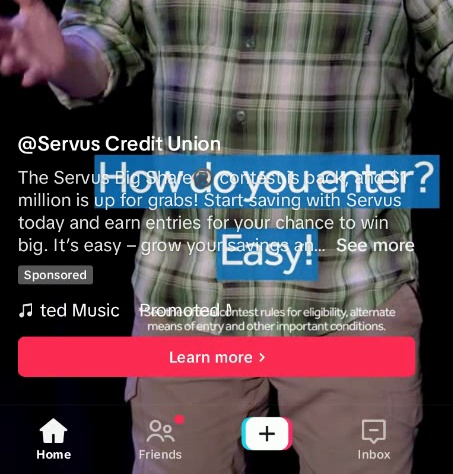 @Servus Credit Union
How do you enter?
The Servus Big Share contest is back, and $
million is up for grabs! Start saving with Servus
today and earn entries for your chance to win
big. It's easy – grow your savings an... See more
Easy!
Sponsored
♫ ted Music Promoted ♪
contest rules for eligibility, alternate
means of entry and other important conditions.
Learn more >
Home
Friends
Inbox